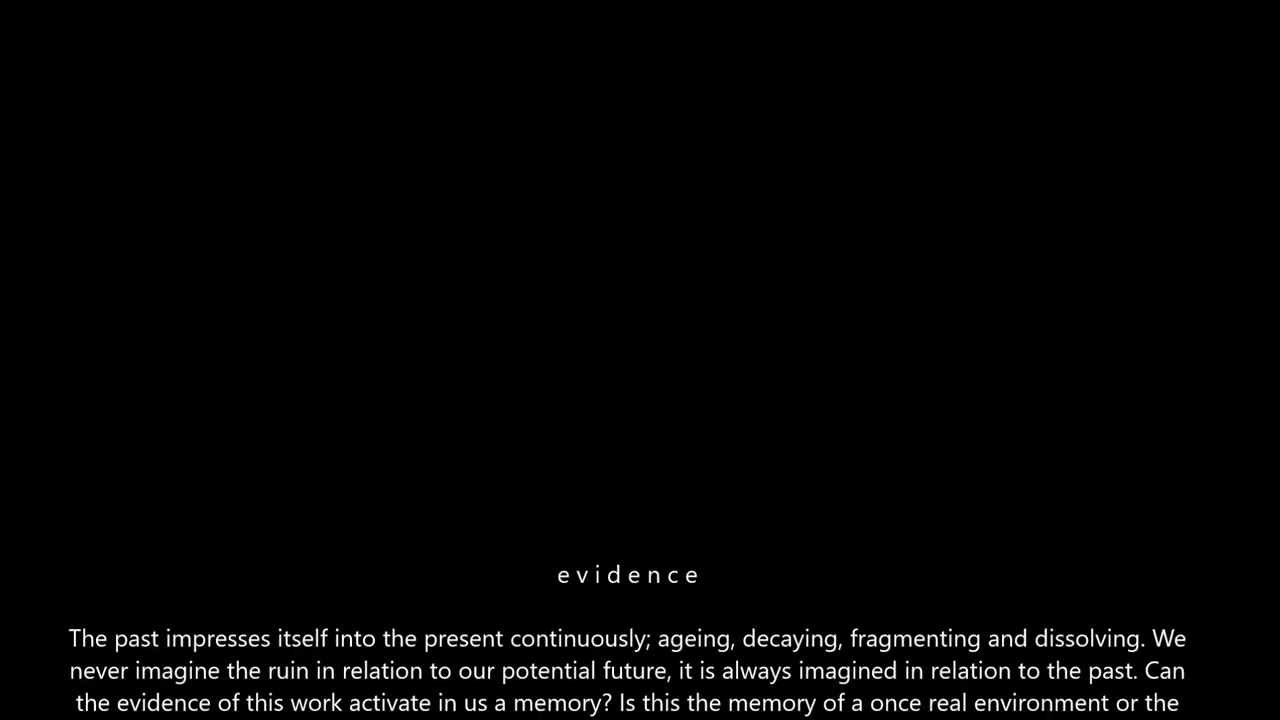 e v i d e n c e
The past impresses itself into the present continuously; ageing, decaying, fragmenting and dissolving. We
never imagine the ruin in relation to our potential future, it is always imagined in relation to the past. Can
the evidence of this work activate in us a memory? Is this the memory of a once real environment or the